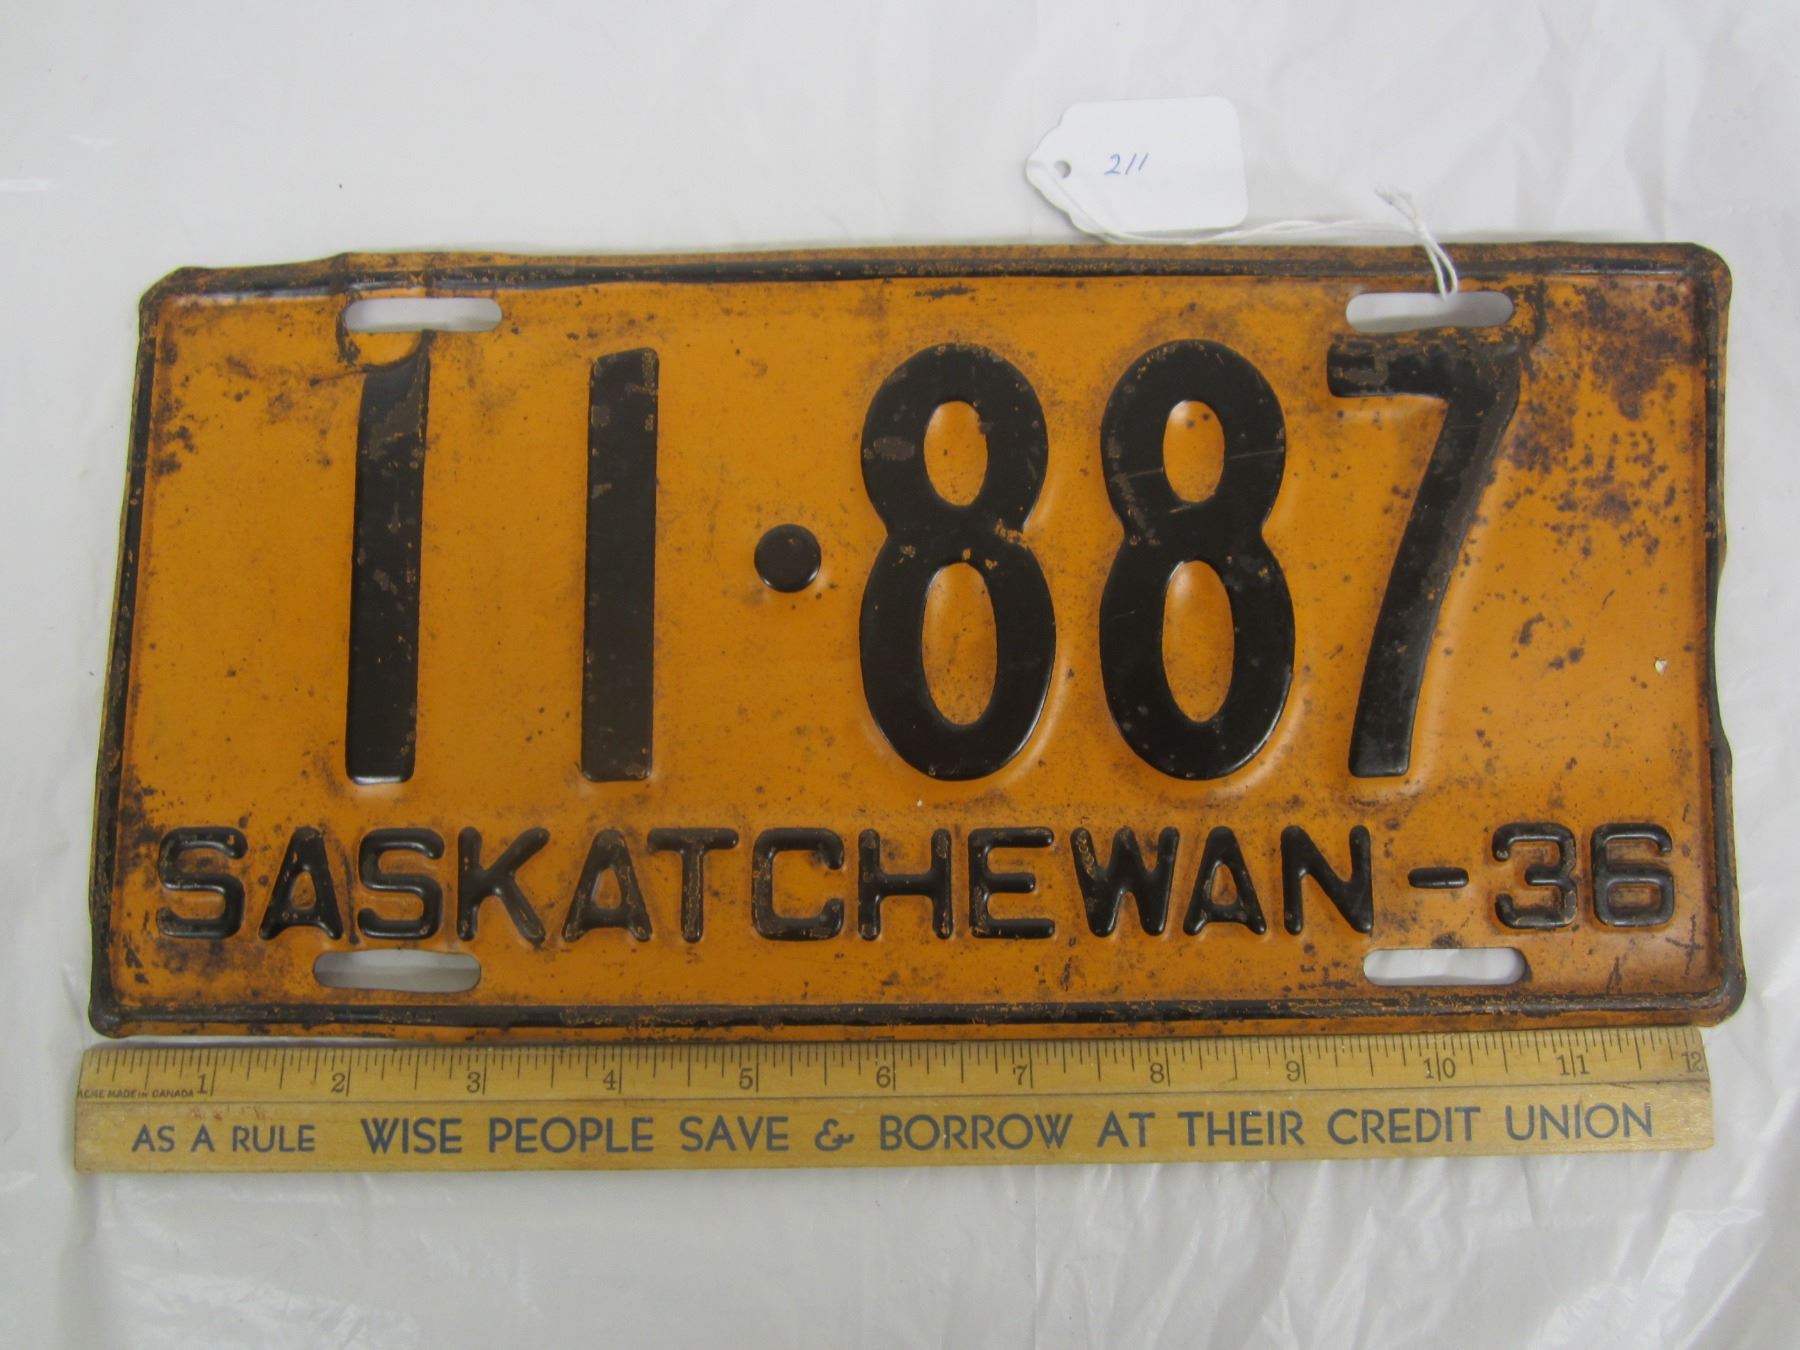 211
11·887
SASKATCHEWAN-36
1 2 3 4 5 6 7 8 9 10 11 12
ACME MADE IN CANADA
AS A RULE WISE PEOPLE SAVE & BORROW AT THEIR CREDIT UNION